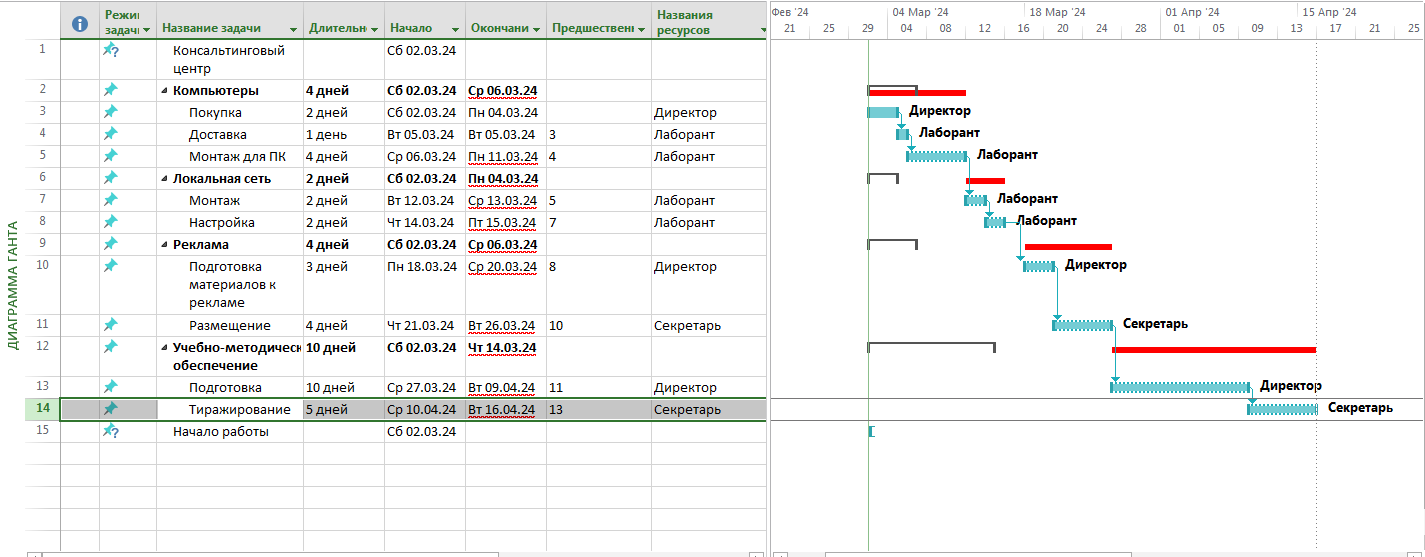 ДИАГРАММА ГАНТА
Режи задачи Название задачи Длительн Начало Окончани Предшественн Названия ресурсов
1 Консальтинговый центр Сб 02.03.24
2 Компьютеры 4 дней Сб 02.03.24 Ср 06.03.24
3 Покупка 2 дней Сб 02.03.24 Пн 04.03.24 Директор
4 Доставка 1 день Вт 05.03.24 Вт 05.03.24 3 Лаборант
5 Монтаж для ПК 4 дней Ср 06.03.24 Пн 11.03.24 4 Лаборант
6 Локальная сеть 2 дней Сб 02.03.24 Пн 04.03.24
7 Монтаж 2 дней Вт 12.03.24 Ср 13.03.24 5 Лаборант
8 Настройка 2 дней Чт 14.03.24 Пт 15.03.24 7 Лаборант
9 Реклама 4 дней Сб 02.03.24 Ср 06.03.24
10 Подготовка материалов к рекламе 3 дней Пн 18.03.24 Ср 20.03.24 8 Директор
11 Размещение 4 дней Чт 21.03.24 Вт 26.03.24 10 Секретарь
12 Учебно-методическ обеспечение 10 дней Сб 02.03.24 Чт 14.03.24
13 Подготовка 10 дней Ср 27.03.24 Вт 09.04.24 11 Директор
14 Тиражирование 5 дней Ср 10.04.24 Вт 16.04.24 13 Секретарь
15 Начало работы Сб 02.03.24
Фев '24 04 Мар '24 18 Мар '24 01 Апр '24 15 Апр '24
21 25 29 04 08 12 16 20 24 28 01 05 09 13 17 21 25
Директор
Лаборант
Лаборант
Лаборант
Лаборант
Директор
Секретарь
Директор
Секретарь